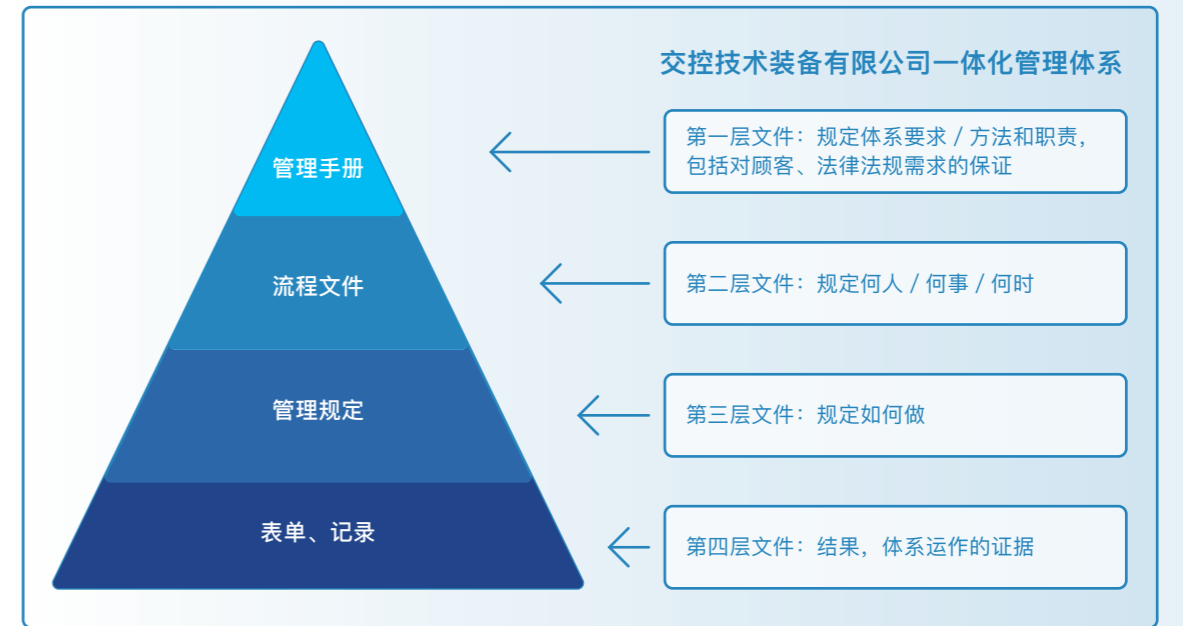 交控技术装备有限公司一体化管理体系
管理手册
第一层文件：规定体系要求 / 方法和职责，
包括对顾客、法律法规需求的保证
流程文件
第二层文件：规定何人 / 何事 / 何时
管理规定
第三层文件：规定如何做
表单、记录
第四层文件：结果，体系运作的证据